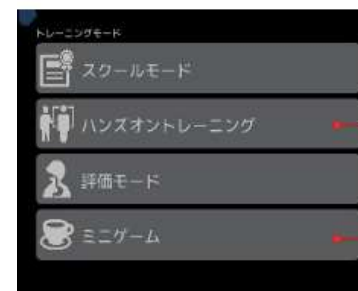 トレーニングモード
スクールモード
ハンズオントレーニング
評価モード
ミニゲーム